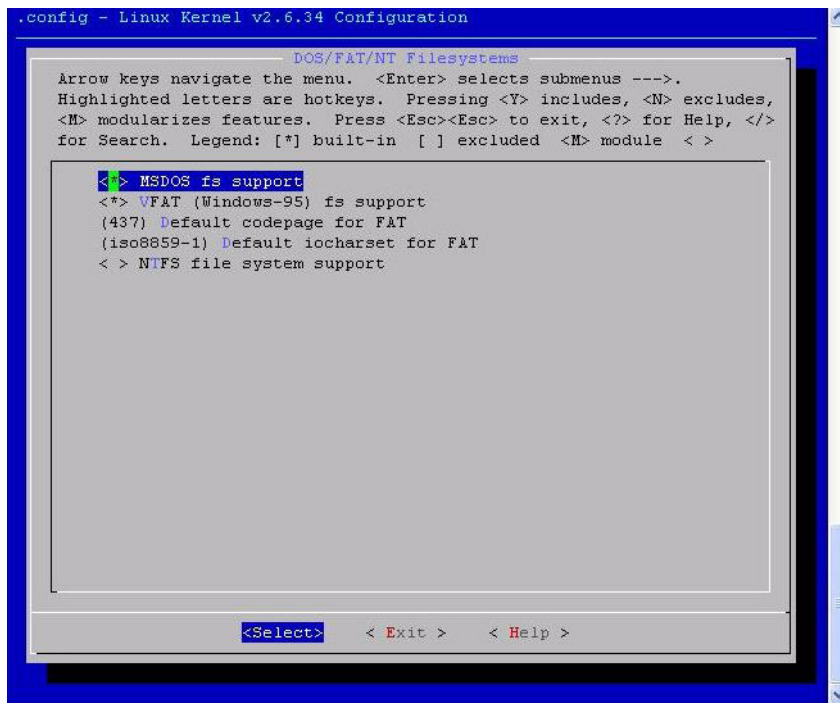 .config - Linux Kernel v2.6.34 Configuration
DOS/FAT/NT Filesystems
Arrow keys navigate the menu. <Enter> selects submenus --->.
Highlighted letters are hotkeys. Pressing <Y> includes, <N> excludes,
<M> modularizes features. Press <Esc><Esc> to exit, <?> for Help, </>
for Search. Legend: [*] built-in [ ] excluded <M> module < >
<*> MSDOS fs support
<*> VFAT (Windows-95) fs support
(437) Default codepage for FAT
(iso8859-1) Default iocharset for FAT
< > NTFS file system support
<Select> < Exit > < Help >